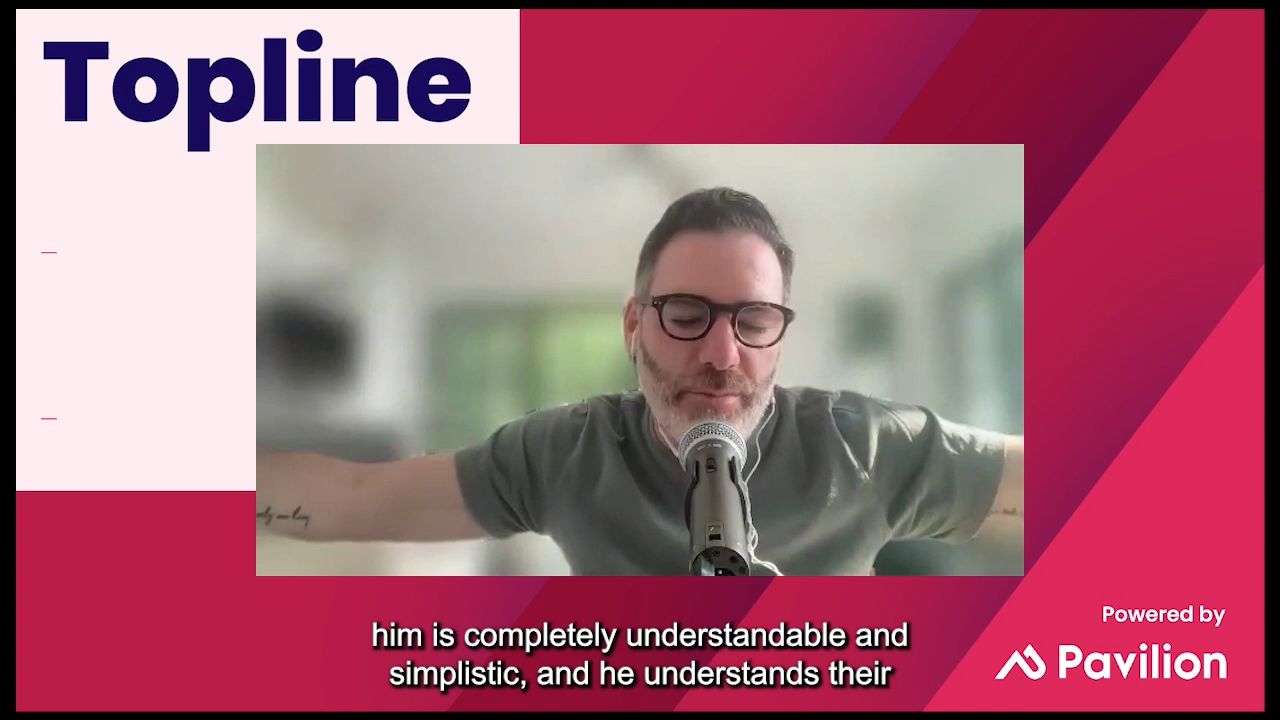 Topline
him is completely understandable and
simplistic, and he understands their
Powered by
Pavilion